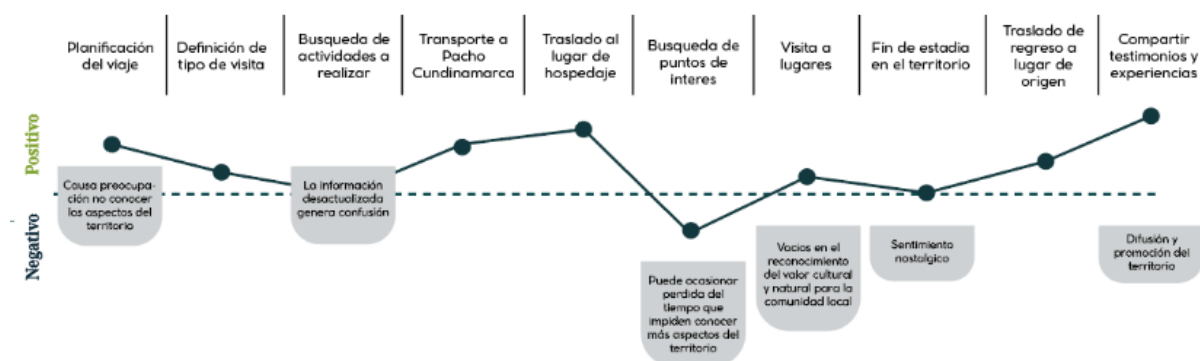 Planificación
del viaje
Definición de
tipo de visita
Busqueda de
actividades a
realizar
Transporte a
Pacho
Cundinamarca
Traslado al
lugar de
hospedaje
Busqueda de
puntos de
interes
Visita a
lugares
Fin de estadia
en el territorio
Traslado de
regreso a
lugar de
origen
Compartir
testimonios y
experiencias
Positivo
Negativo
Causa preocupa-
ción no conocer
los aspectos del
territorio
La información
desactualizada
genera confusión
Puede ocasionar
perdida del
tiempo que
impiden conocer
más aspectos del
territorio
Vacios en el
reconocimiento
del valor cultural
y natural para la
comunidad local
Sentimiento
nostalgico
Difusión y
promoción del
territorio